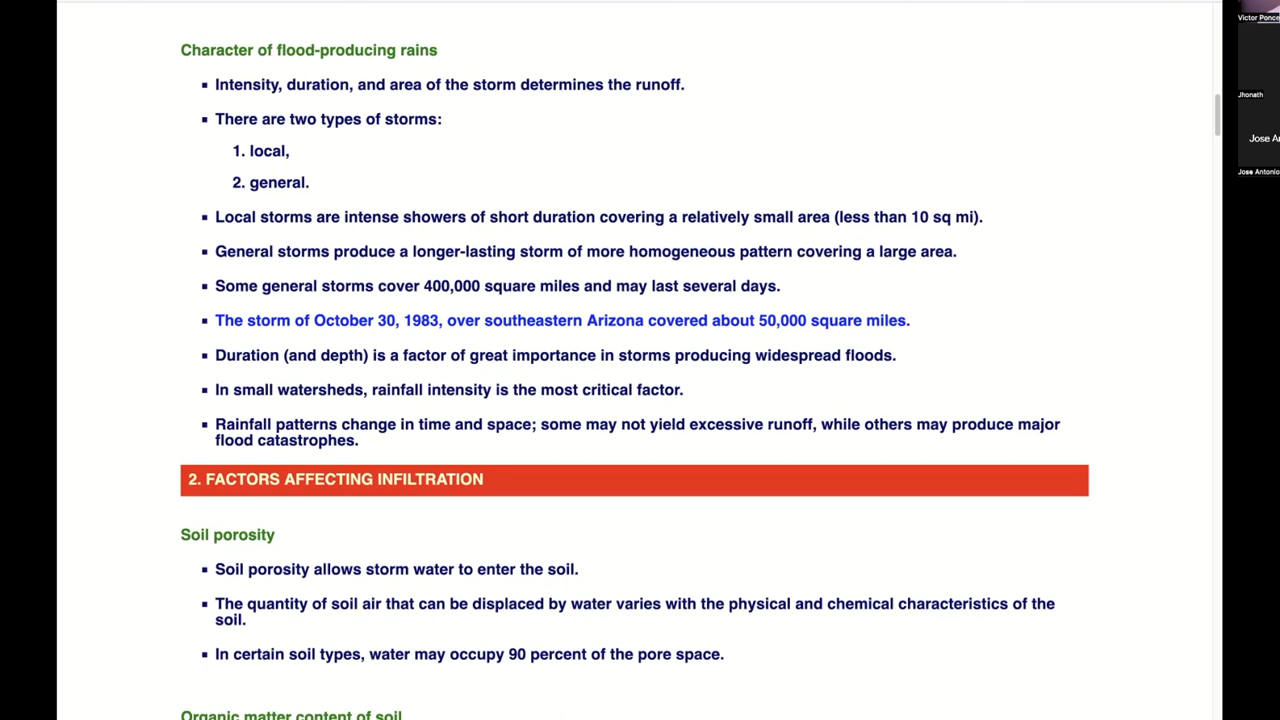 Character of flood-producing rains
Intensity, duration, and area of the storm determines the runoff.
There are two types of storms:
1. local,
2. general.
Local storms are intense showers of short duration covering a relatively small area (less than 10 sq mi).
General storms produce a longer-lasting storm of more homogeneous pattern covering a large area.
Some general storms cover 400,000 square miles and may last several days.
The storm of October 30, 1983, over southeastern Arizona covered about 50,000 square miles.
Duration (and depth) is a factor of great importance in storms producing widespread floods.
In small watersheds, rainfall intensity is the most critical factor.
Rainfall patterns change in time and space; some may not yield excessive runoff, while others may produce major
flood catastrophes.
2. FACTORS AFFECTING INFILTRATION
Soil porosity
Soil porosity allows storm water to enter the soil.
The quantity of soil air that can be displaced by water varies with the physical and chemical characteristics of the
soil.
In certain soil types, water may occupy 90 percent of the pore space.
Organic matter content of soil
Victor Ponce
Jhonath
Jose An
Jose Antonio